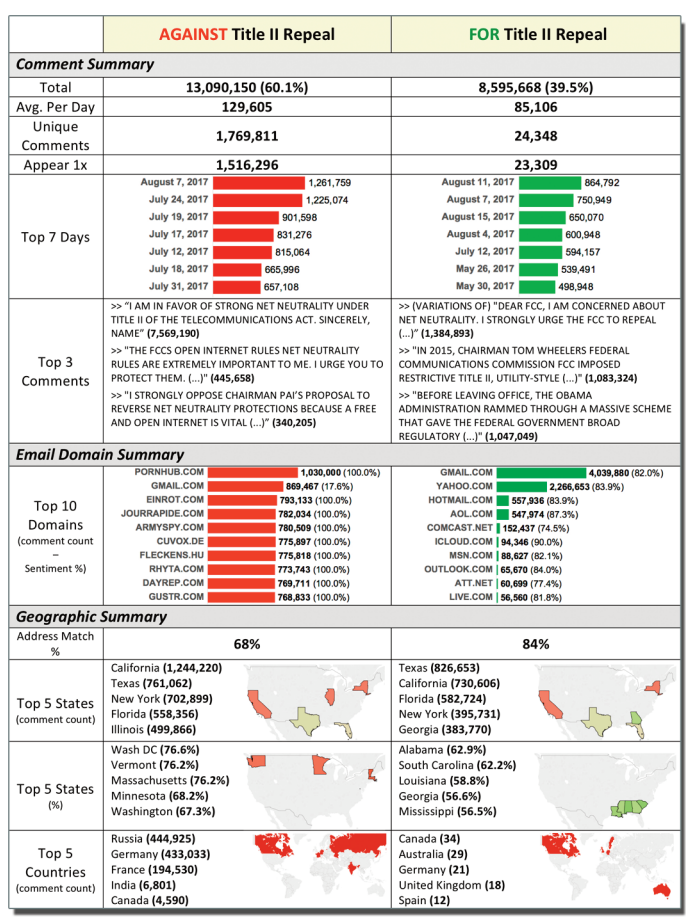 AGAINST Title II Repeal
FOR Title II Repeal
Comment Summary
Total
13,090,150 (60.1%)
8,595,668 (39.5%)
Avg. Per Day
129,605
85,106
Unique
Comments
1,769,811
24,348
Appear 1x
1,516,296
23,309
Top 7 Days
August 7, 2017 1,261,759
July 24, 2017 1,225,074
July 19, 2017 901,598
July 17, 2017 831,276
July 12, 2017 815,064
July 18, 2017 665,996
July 31, 2017 657,108
August 11, 2017 864,792
August 7, 2017 750,949
August 15, 2017 650,070
August 4, 2017 600,948
July 12, 2017 594,157
May 26, 2017 539,491
May 30, 2017 498,948
Top 3
Comments
>> "I AM IN FAVOR OF STRONG NET NEUTRALITY UNDER
TITLE II OF THE TELECOMMUNICATIONS ACT. SINCERELY,
NAME" (7,569,190)
>> "THE FCCS OPEN INTERNET RULES NET NEUTRALITY
RULES ARE EXTREMELY IMPORTANT TO ME. I URGE YOU TO
PROTECT THEM. (...)" (445,658)
>> "I STRONGLY OPPOSE CHAIRMAN PAI'S PROPOSAL TO
REVERSE NET NEUTRALITY PROTECTIONS BECAUSE A FREE
AND OPEN INTERNET IS VITAL (...)" (340,205)
>> (VARIATIONS OF) "DEAR FCC, I AM CONCERNED ABOUT
NET NEUTRALITY. I STRONGLY URGE THE FCC TO REPEAL
(...)" (1,384,893)
>> "IN 2015, CHAIRMAN TOM WHEELERS FEDERAL
COMMUNICATIONS COMMISSION FCC IMPOSED
RESTRICTIVE TITLE II, UTILITY-STYLE (...)" (1,083,324)
>> "BEFORE LEAVING OFFICE, THE OBAMA
ADMINISTRATION RAMMED THROUGH A MASSIVE SCHEME
THAT GAVE THE FEDERAL GOVERNMENT BROAD
REGULATORY (...)" (1,047,049)
Email Domain Summary
Top 10
Domains
(comment count
–
Sentiment %)
PORNHUB.COM 1,030,000 (100.0%)
GMAIL.COM 869,467 (17.6%)
EINROT.COM 793,133 (100.0%)
JOURRAPIDE.COM 782,034 (100.0%)
ARMYSPY.COM 780,509 (100.0%)
CUVOX.DE 775,897 (100.0%)
FLECKENS.HU 775,818 (100.0%)
RHYTA.COM 773,743 (100.0%)
DAYREP.COM 769,711 (100.0%)
GUSTR.COM 768,833 (100.0%)
GMAIL.COM 4,039,880 (82.0%)
YAHOO.COM 2,266,653 (83.9%)
HOTMAIL.COM 557,936 (83.9%)
AOL.COM 547,974 (87.3%)
COMCAST.NET 152,437 (74.5%)
ICLOUD.COM 94,346 (90.0%)
MSN.COM 88,627 (82.1%)
OUTLOOK.COM 65,670 (84.0%)
ATT.NET 60,699 (77.4%)
LIVE.COM 56,560 (81.8%)
Geographic Summary
Address Match
%
68%
84%
Top 5 States
(comment count)
California (1,244,220)
Texas (761,062)
New York (702,899)
Florida (558,356)
Illinois (499,866)
Texas (826,653)
California (730,606)
Florida (582,724)
New York (395,731)
Georgia (383,770)
Top 5 States
(%)
Wash DC (76.6%)
Vermont (76.2%)
Massachusetts (76.2%)
Minnesota (68.2%)
Washington (67.3%)
Alabama (62.9%)
South Carolina (62.2%)
Louisiana (58.8%)
Georgia (56.6%)
Mississippi (56.5%)
Top 5
Countries
(comment count)
Russia (444,925)
Germany (433,033)
France (194,530)
India (6,801)
Canada (4,590)
Canada (34)
Australia (29)
Germany (21)
United Kingdom (18)
Spain (12)